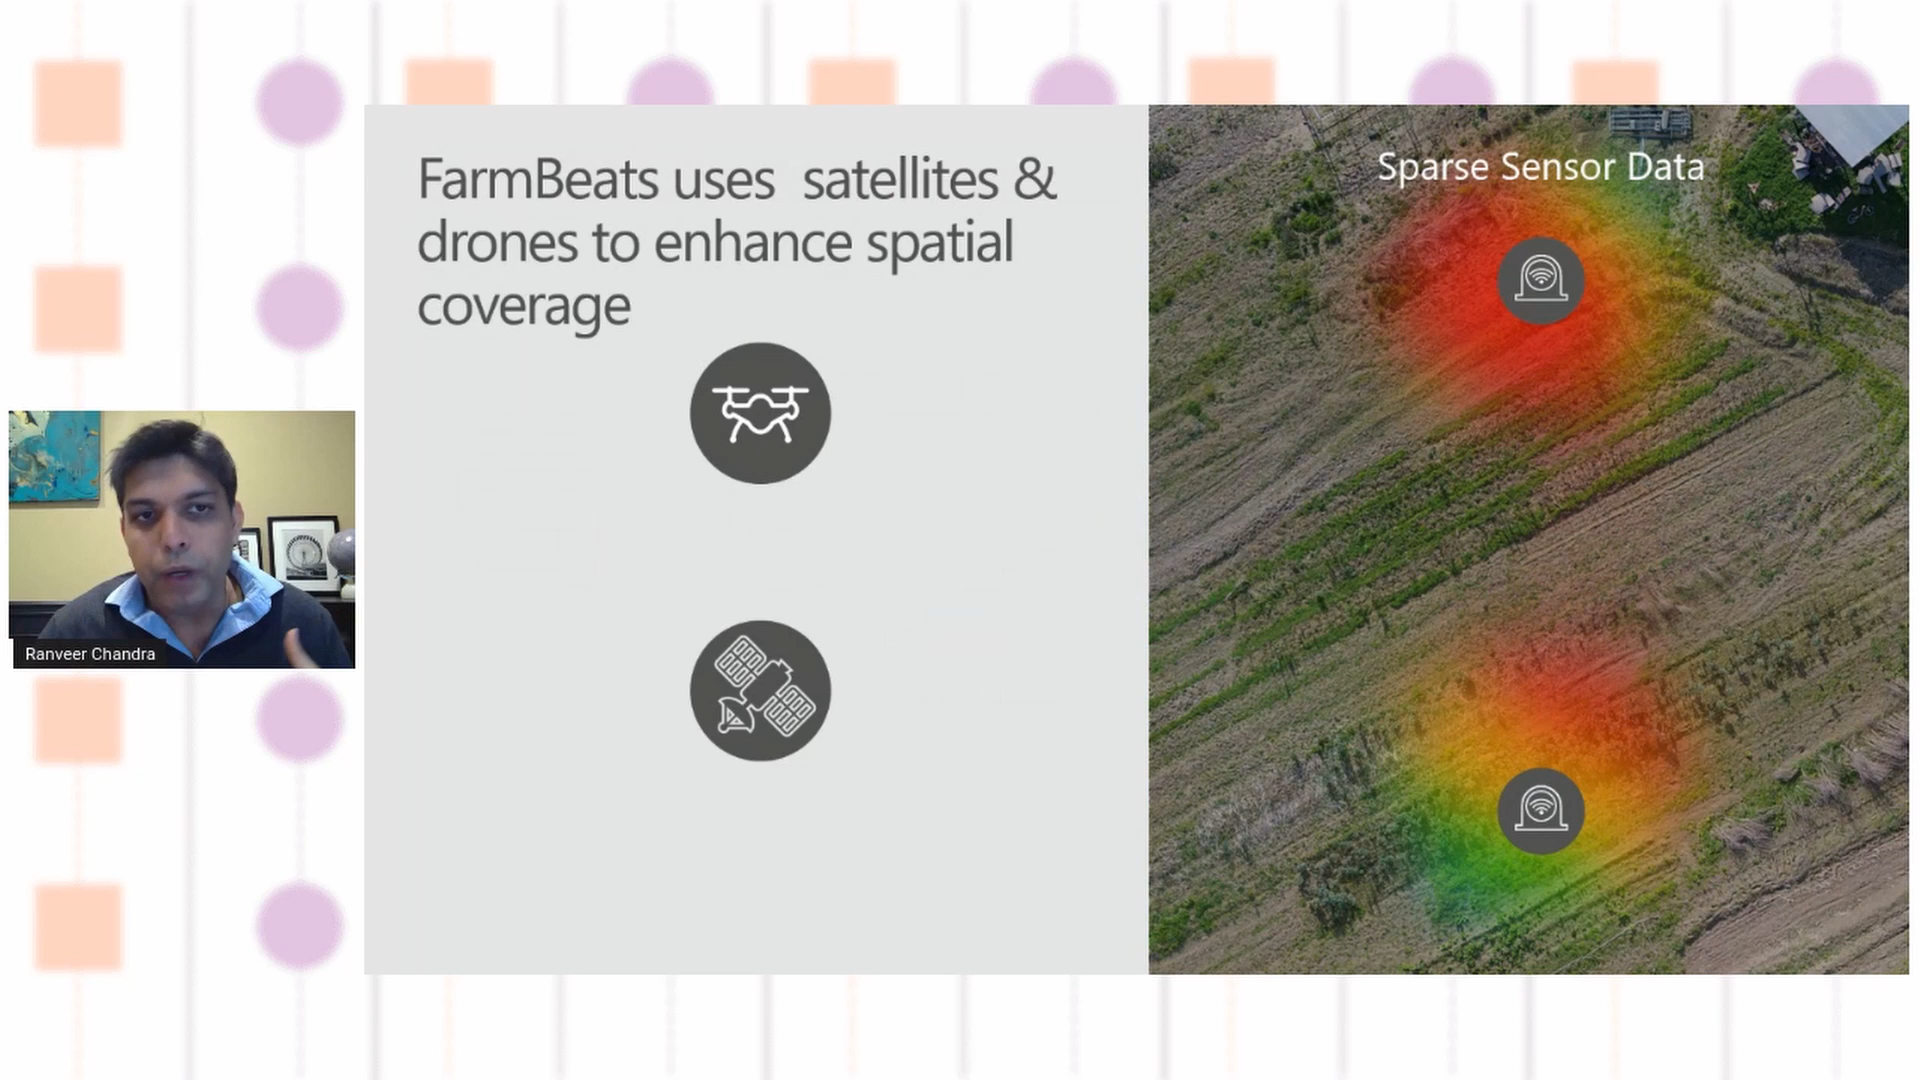 FarmBeats uses  satellites &
drones to enhance spatial
coverage
Sparse Sensor Data
Ranveer Chandra